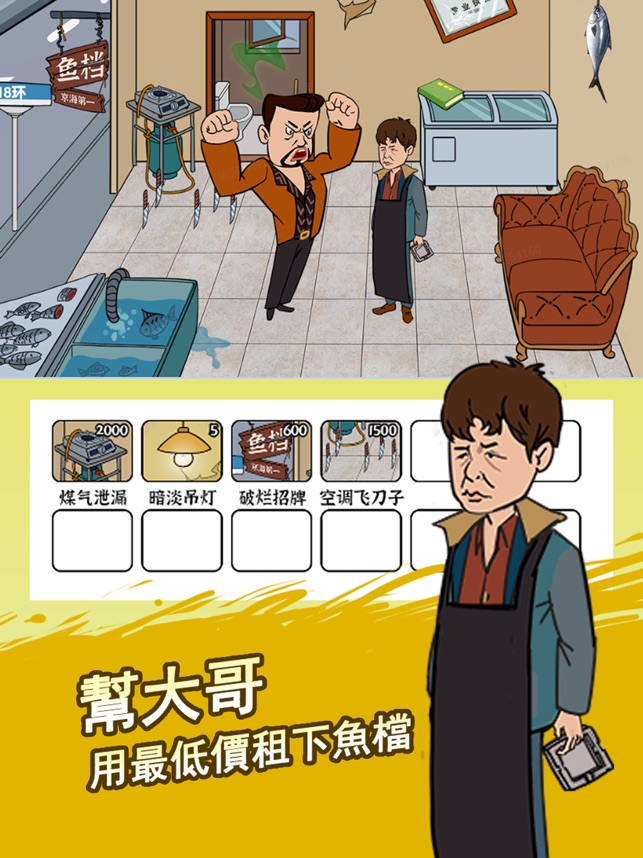 鱼档
京海第一
18环
2000
5
1600
1500
鱼档
京海第一
煤气泄漏
暗淡吊灯
破烂招牌
空调飞刀子
幫大哥
用最低價租下魚檔